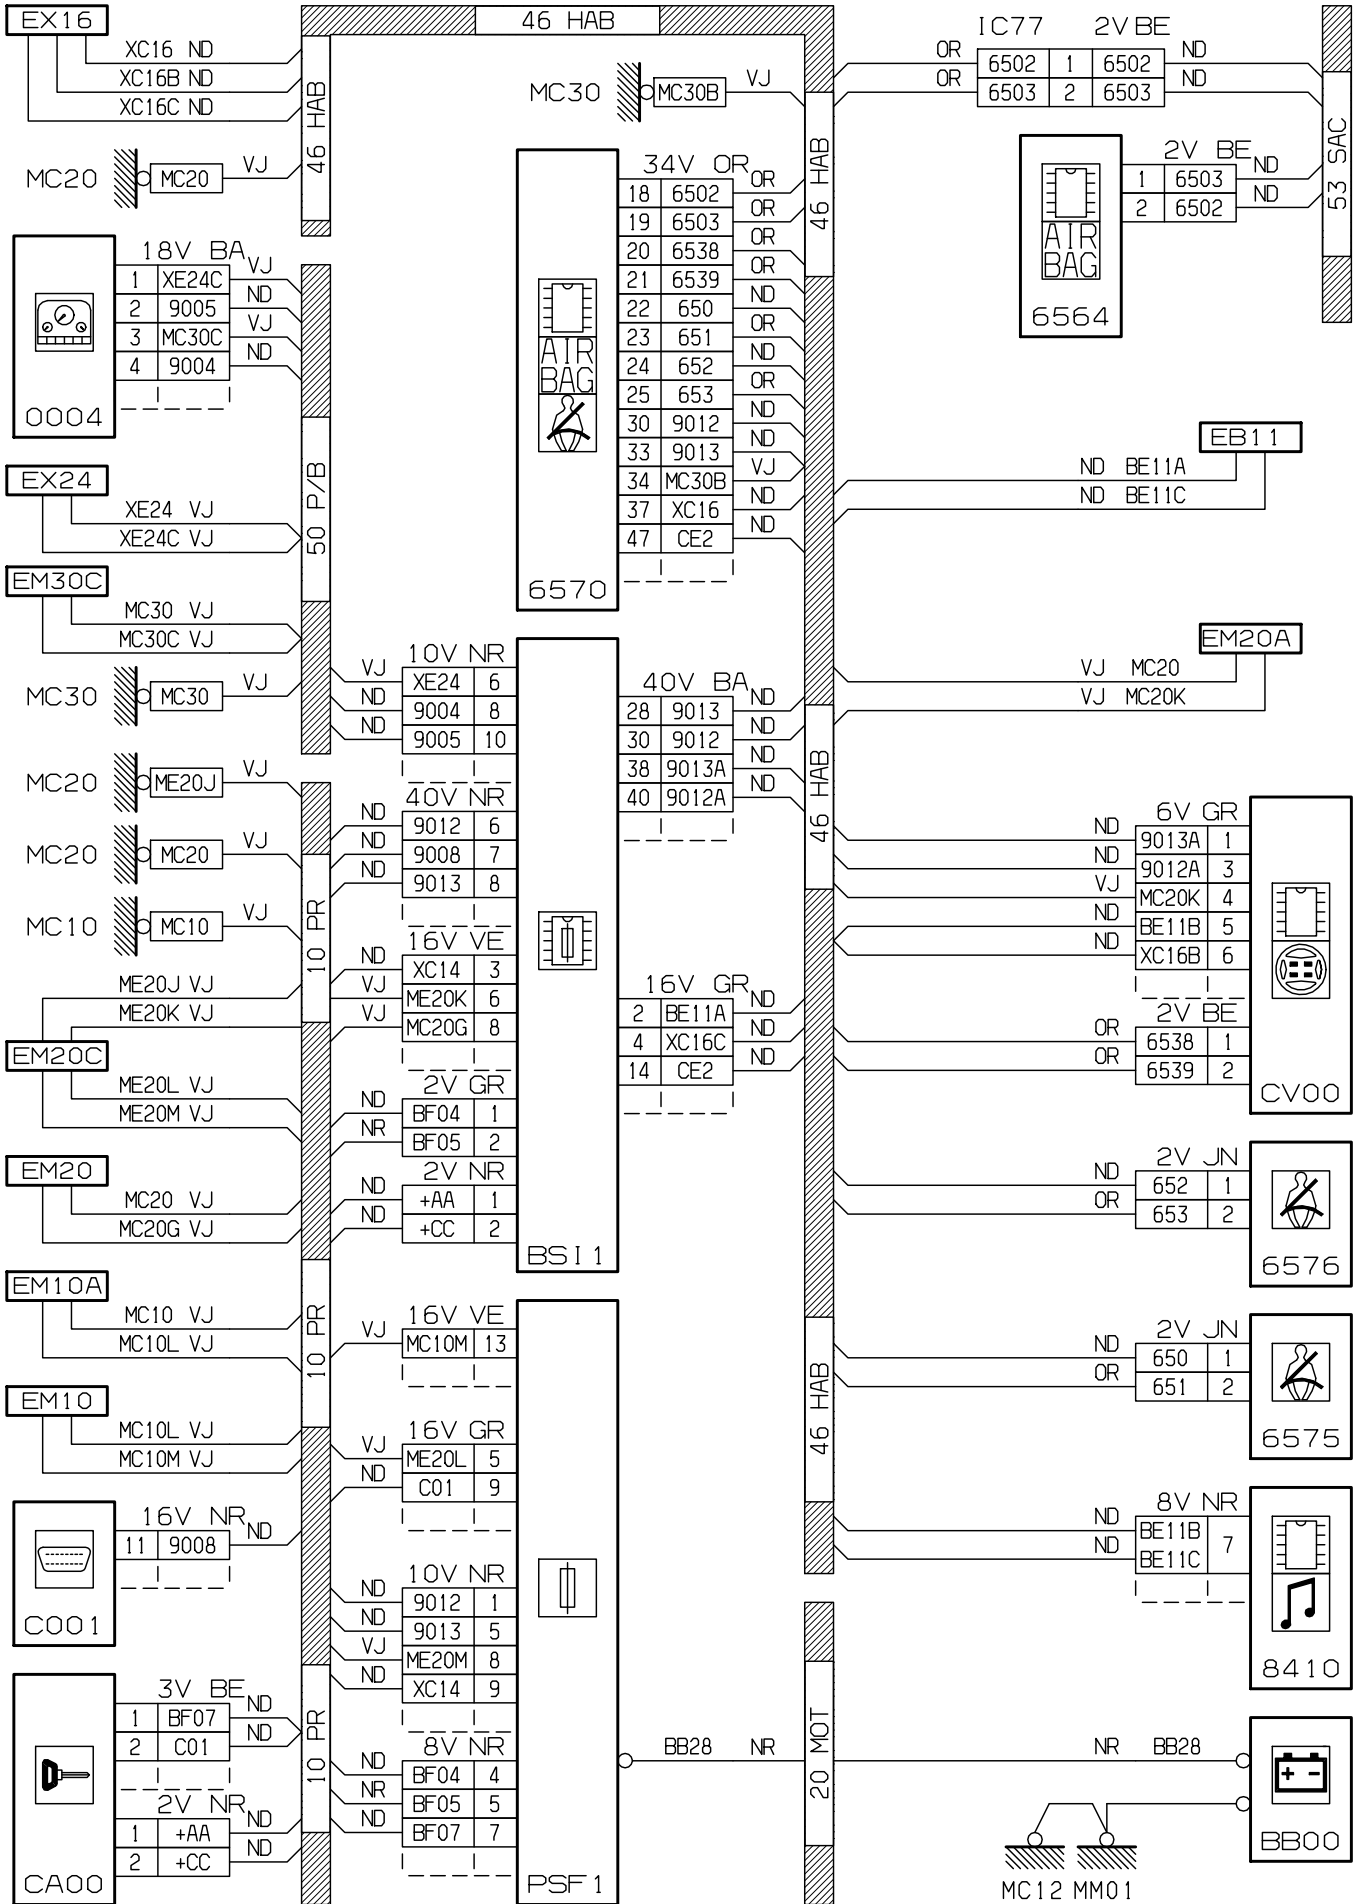 EX16
XC16 ND
XC16B ND
XC16C ND
MC20 MC20 VJ
46 HAB
46 HAB
MC30 MC30B VJ
46 HAB
IC77 2V BE
OR 6502 1 6502 ND
OR 6503 2 6503 ND
53 SAC
2V BE
1 6503 ND
2 6502 ND
AIR
BAG
6564
18V BA
1 XE24C VJ
2 9005 ND
3 MC30C VJ
4 9004 ND
0004
34V OR
18 6502 OR
19 6503 OR
20 6538 OR
21 6539 OR
22 650 ND
23 651 OR
24 652 ND
25 653 OR
30 9012 ND
33 9013 ND
34 MC30B VJ
37 XC16 ND
47 CE2 ND
AIR
BAG
6570
EB11
ND BE11A
ND BE11C
EX24
XE24 VJ
XE24C VJ
50 P/B
EM30C
MC30 VJ
MC30C VJ
MC30 MC30 VJ
EM20A
VJ MC20
VJ MC20K
10V NR
VJ XE24 6
ND 9004 8
ND 9005 10
40V NR
ND 9012 6
ND 9008 7
ND 9013 8
16V VE
ND XC14 3
VJ ME20K 6
VJ MC20G 8
2V GR
ND BF04 1
NR BF05 2
2V NR
ND +AA 1
ND +CC 2
BSI1
40V BA
28 9013 ND
30 9012 ND
38 9013A ND
40 9012A ND
46 HAB
16V GR
2 BE11A ND
4 XC16C ND
14 CE2 ND
MC20 ME20J VJ
MC20 MC20 VJ
MC10 MC10 VJ
10 PR
ME20J VJ
ME20K VJ
EM20C
ME20L VJ
ME20M VJ
EM20
MC20 VJ
MC20G VJ
EM10A
MC10 VJ
MC10L VJ
10 PR
EM10
MC10L VJ
MC10M VJ
6V GR
ND 9013A 1
ND 9012A 3
VJ MC20K 4
ND BE11B 5
ND XC16B 6
2V BE
OR 6538 1
OR 6539 2
CV00
2V JN
ND 652 1
OR 653 2
6576
2V JN
ND 650 1
OR 651 2
6575
46 HAB
16V VE
VJ MC10M 13
16V GR
VJ ME20L 5
ND C01 9
10V NR
ND 9012 1
ND 9013 5
VJ ME20M 8
ND XC14 9
8V NR
ND BF04 4
NR BF05 5
ND BF07 7
PSF1
16V NR
11 9008 ND
C001
3V BE
1 BF07 ND
2 C01 ND
2V NR
1 +AA ND
2 +CC ND
CA00
10 PR
8V NR
ND BE11B 7
ND BE11C
8410
BB28 NR
20 MOT
NR BB28
+ -
BB00
MC12 MM01